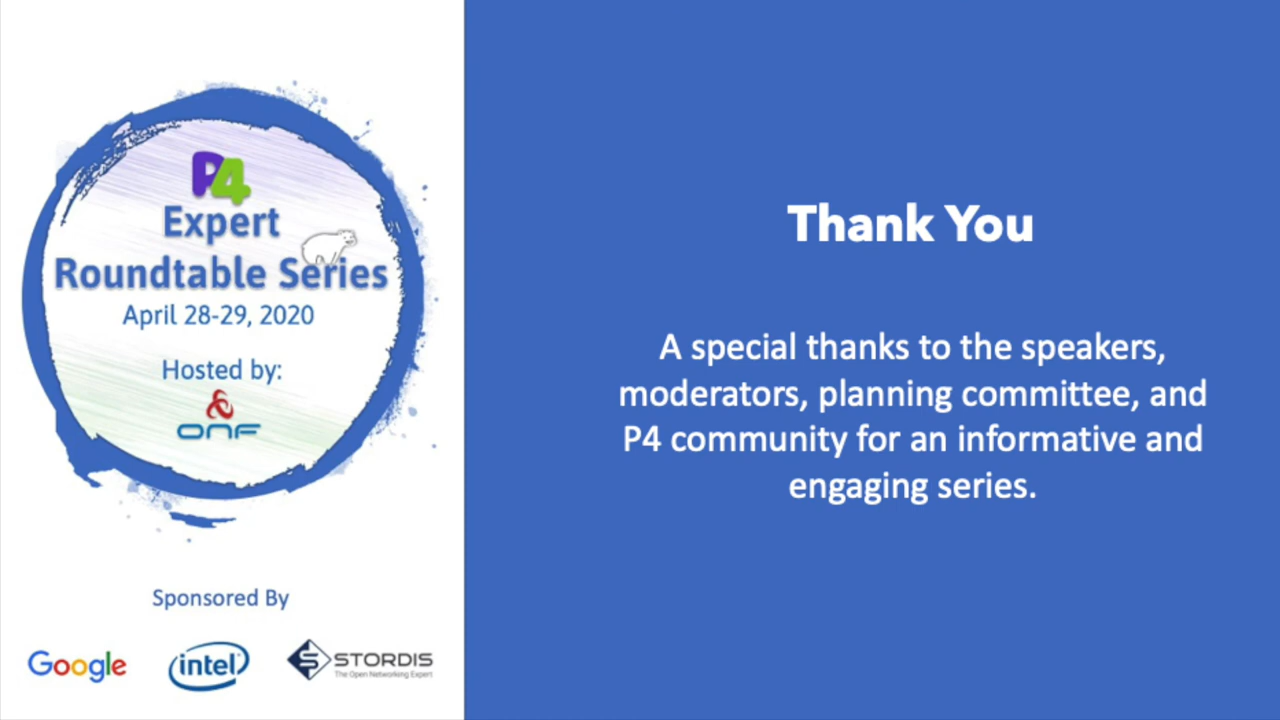 P4
Expert
Roundtable Series
April 28-29, 2020
Hosted by:
ONF
Sponsored By
Google
intel
STORDIS
The Open Networking Expert
Thank You
A special thanks to the speakers,
moderators, planning committee, and
P4 community for an informative and
engaging series.